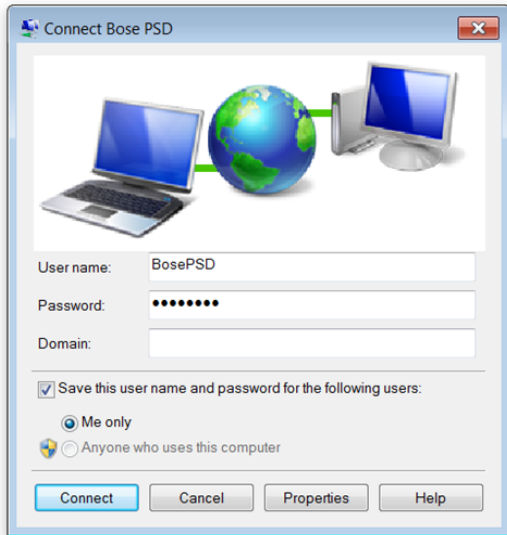 Connect Bose PSD
User name: BosePSD
Password: ••••••••
Domain:
Save this user name and password for the following users:
Me only
Anyone who uses this computer
Connect Cancel Properties Help